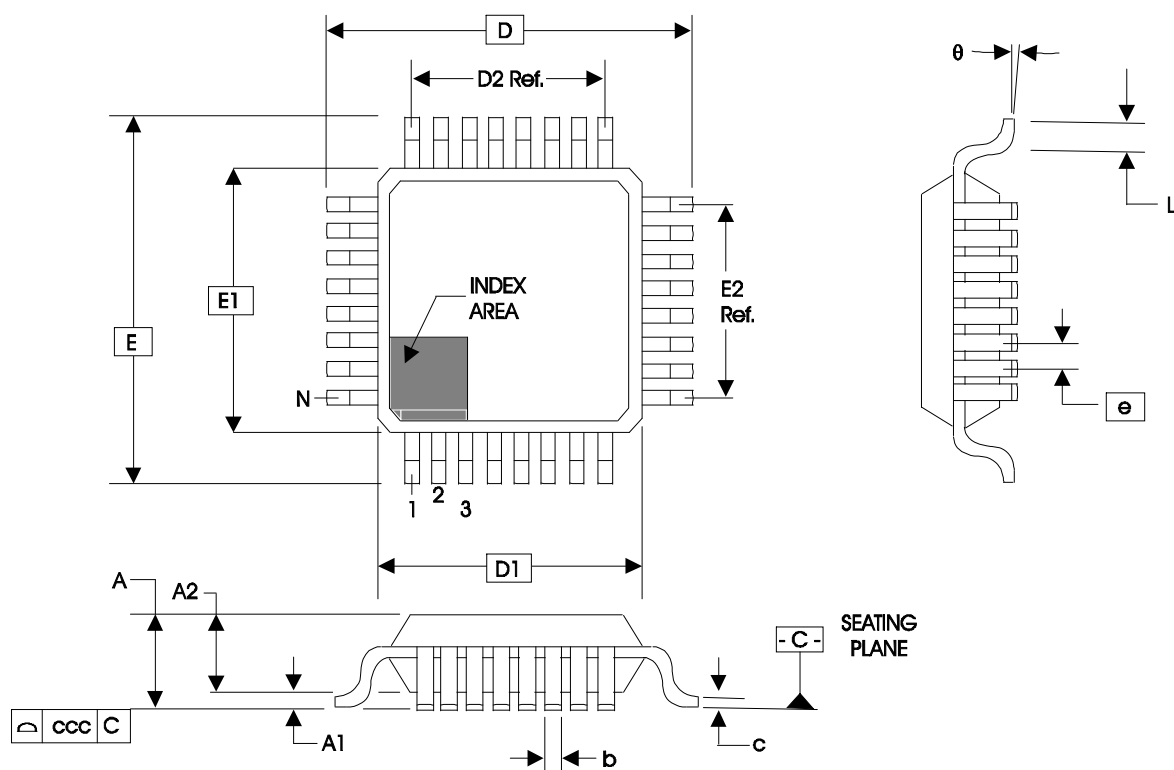 D
θ
D2 Ref.
L
INDEX
AREA
E1
E2
Ref.
E
N
e
1
2
3
D1
A
A2
- C -
SEATING
PLANE
⌓ ccc C
A1
b
c